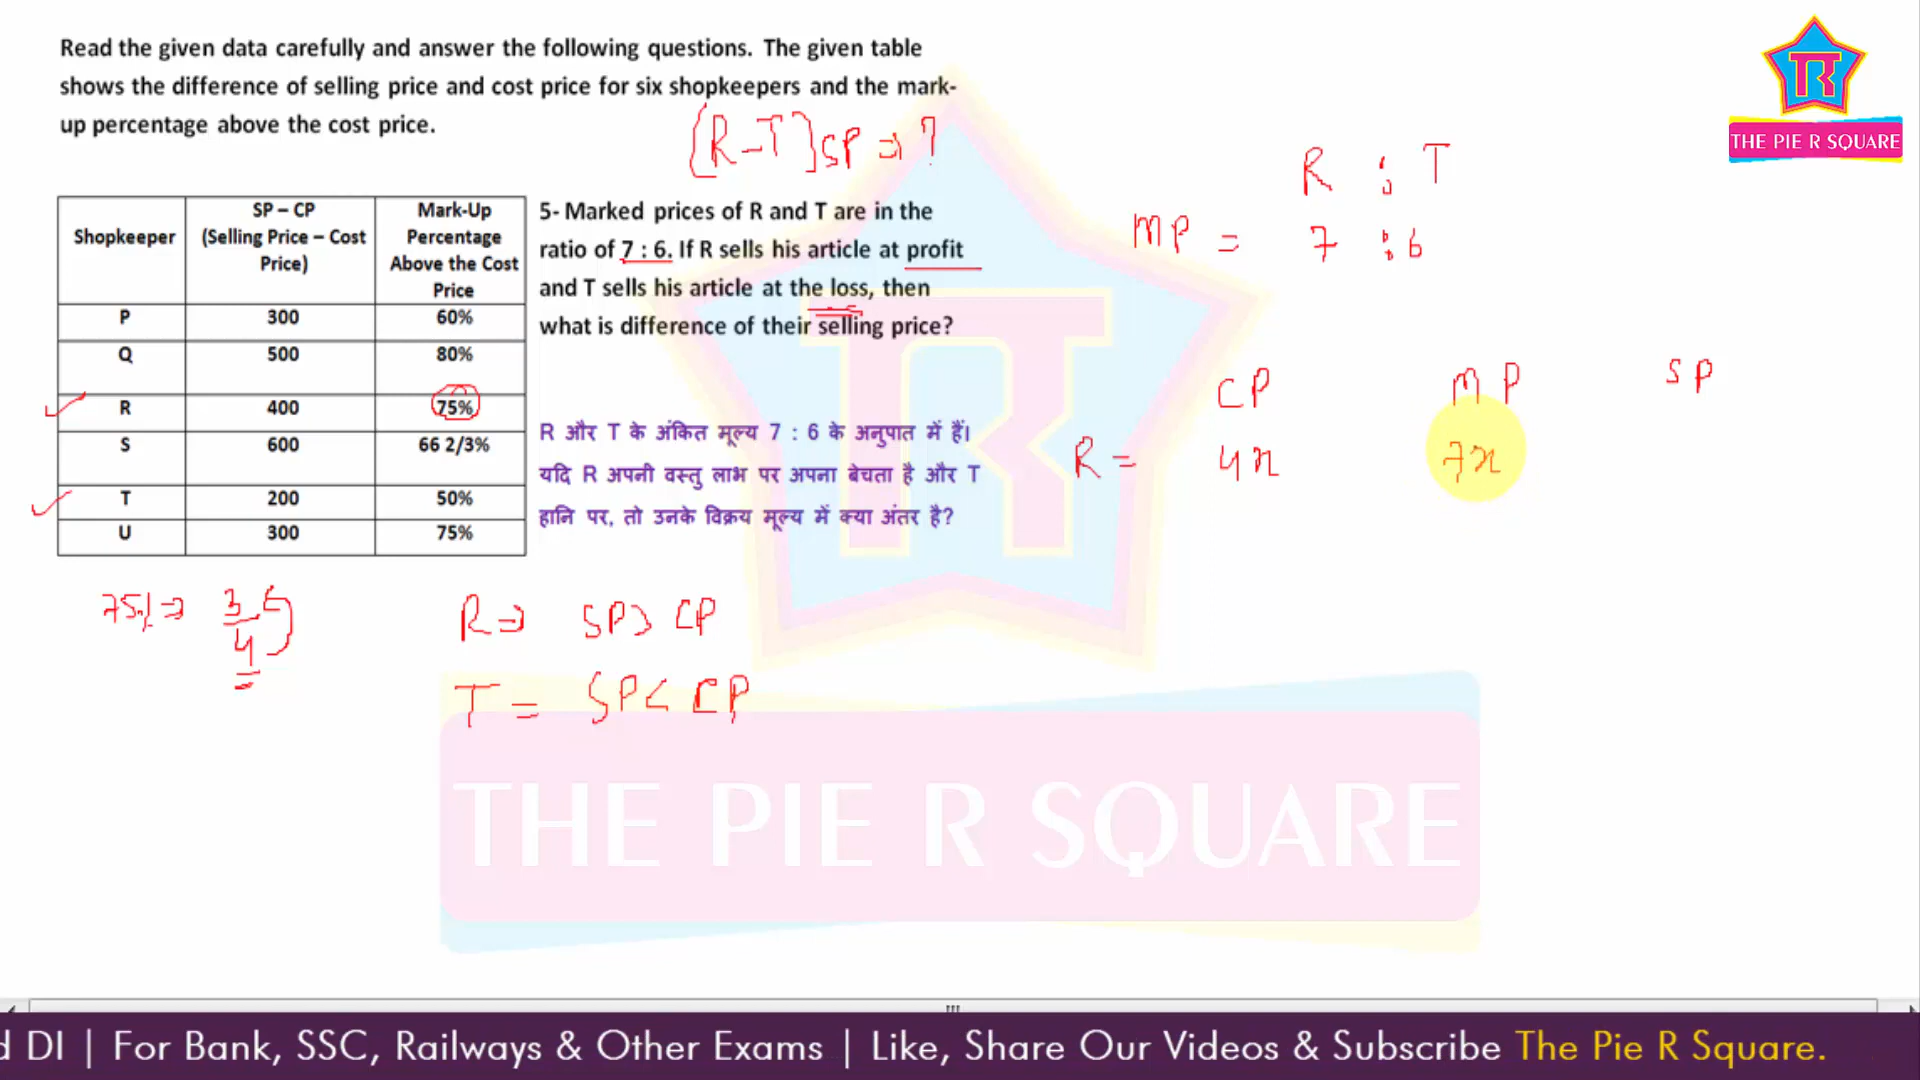 Read the given data carefully and answer the following questions. The given table
shows the difference of selling price and cost price for six shopkeepers and the mark-
up percentage above the cost price.
[R-T]SP => ?
THE PIE R SQUARE
Shopkeeper
SP – CP
(Selling Price – Cost
Price)
Mark-Up
Percentage
Above the Cost
Price
P 300 60%
Q 500 80%
R 400 75%
S 600 66 2/3%
T 200 50%
U 300 75%
5- Marked prices of R and T are in the
ratio of 7 : 6. If R sells his article at profit
and T sells his article at the loss, then
what is difference of their selling price?
R और T के अंकित मूल्य 7 : 6 के अनुपात में हैं।
यदि R अपनी वस्तु लाभ पर अपना बेचता है और T
हानि पर, तो उनके विक्रय मूल्य में क्या अंतर है?
R : T
MP = 7 : 6
CP MP SP
R = 4x 7x
75% => 3/4
R => SP > CP
T = SP < CP
THE PIE R SQUARE
d DI | For Bank, SSC, Railways & Other Exams | Like, Share Our Videos & Subscribe The Pie R Square.